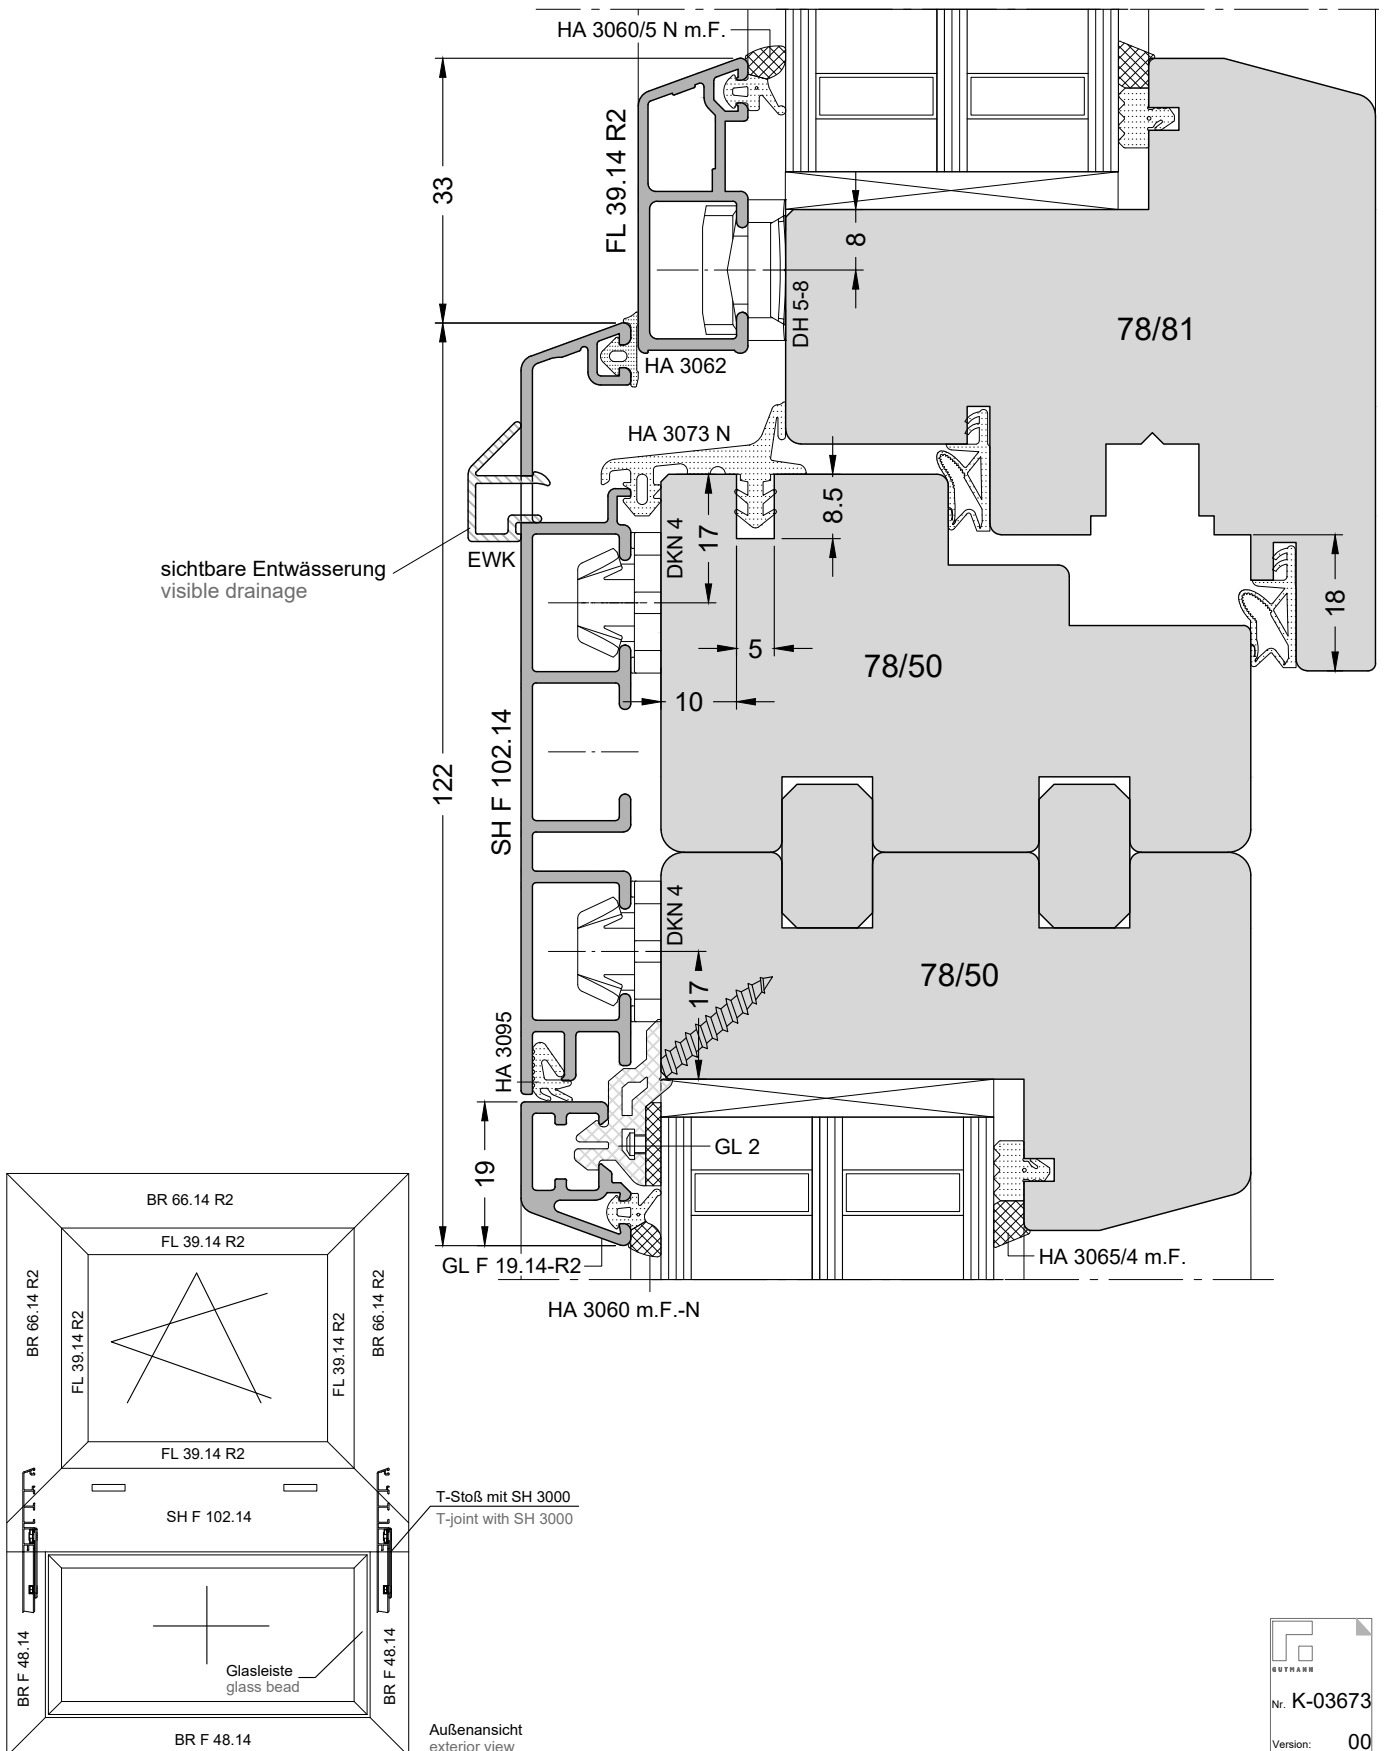 HA 3060/5 N m.F.
33
FL 39.14 R2
8
DH 5-8
78/81
HA 3062
HA 3073 N
8.5
17
DKN 4
EWK
sichtbare Entwässerung
visible drainage
18
5
78/50
10
SH F 102.14
122
DKN 4
78/50
17
HA 3095
GL 2
19
GL F 19.14-R2
HA 3065/4 m.F.
HA 3060 m.F.-N
BR 66.14 R2
FL 39.14 R2
BR 66.14 R2
FL 39.14 R2
FL 39.14 R2
BR 66.14 R2
FL 39.14 R2
SH F 102.14
T-Stoß mit SH 3000
T-joint with SH 3000
BR F 48.14
Glasleiste
glass bead
BR F 48.14
BR F 48.14
Außenansicht
exterior view
GUTMANN
Nr. K-03673
Version: 00